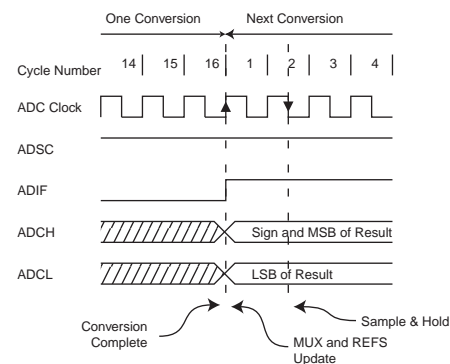 One Conversion Next Conversion
Cycle Number 14 15 16 1 2 3 4
ADC Clock
ADSC
ADIF
ADCH Sign and MSB of Result
ADCL LSB of Result
Conversion
Complete
MUX and REFS
Update
Sample & Hold